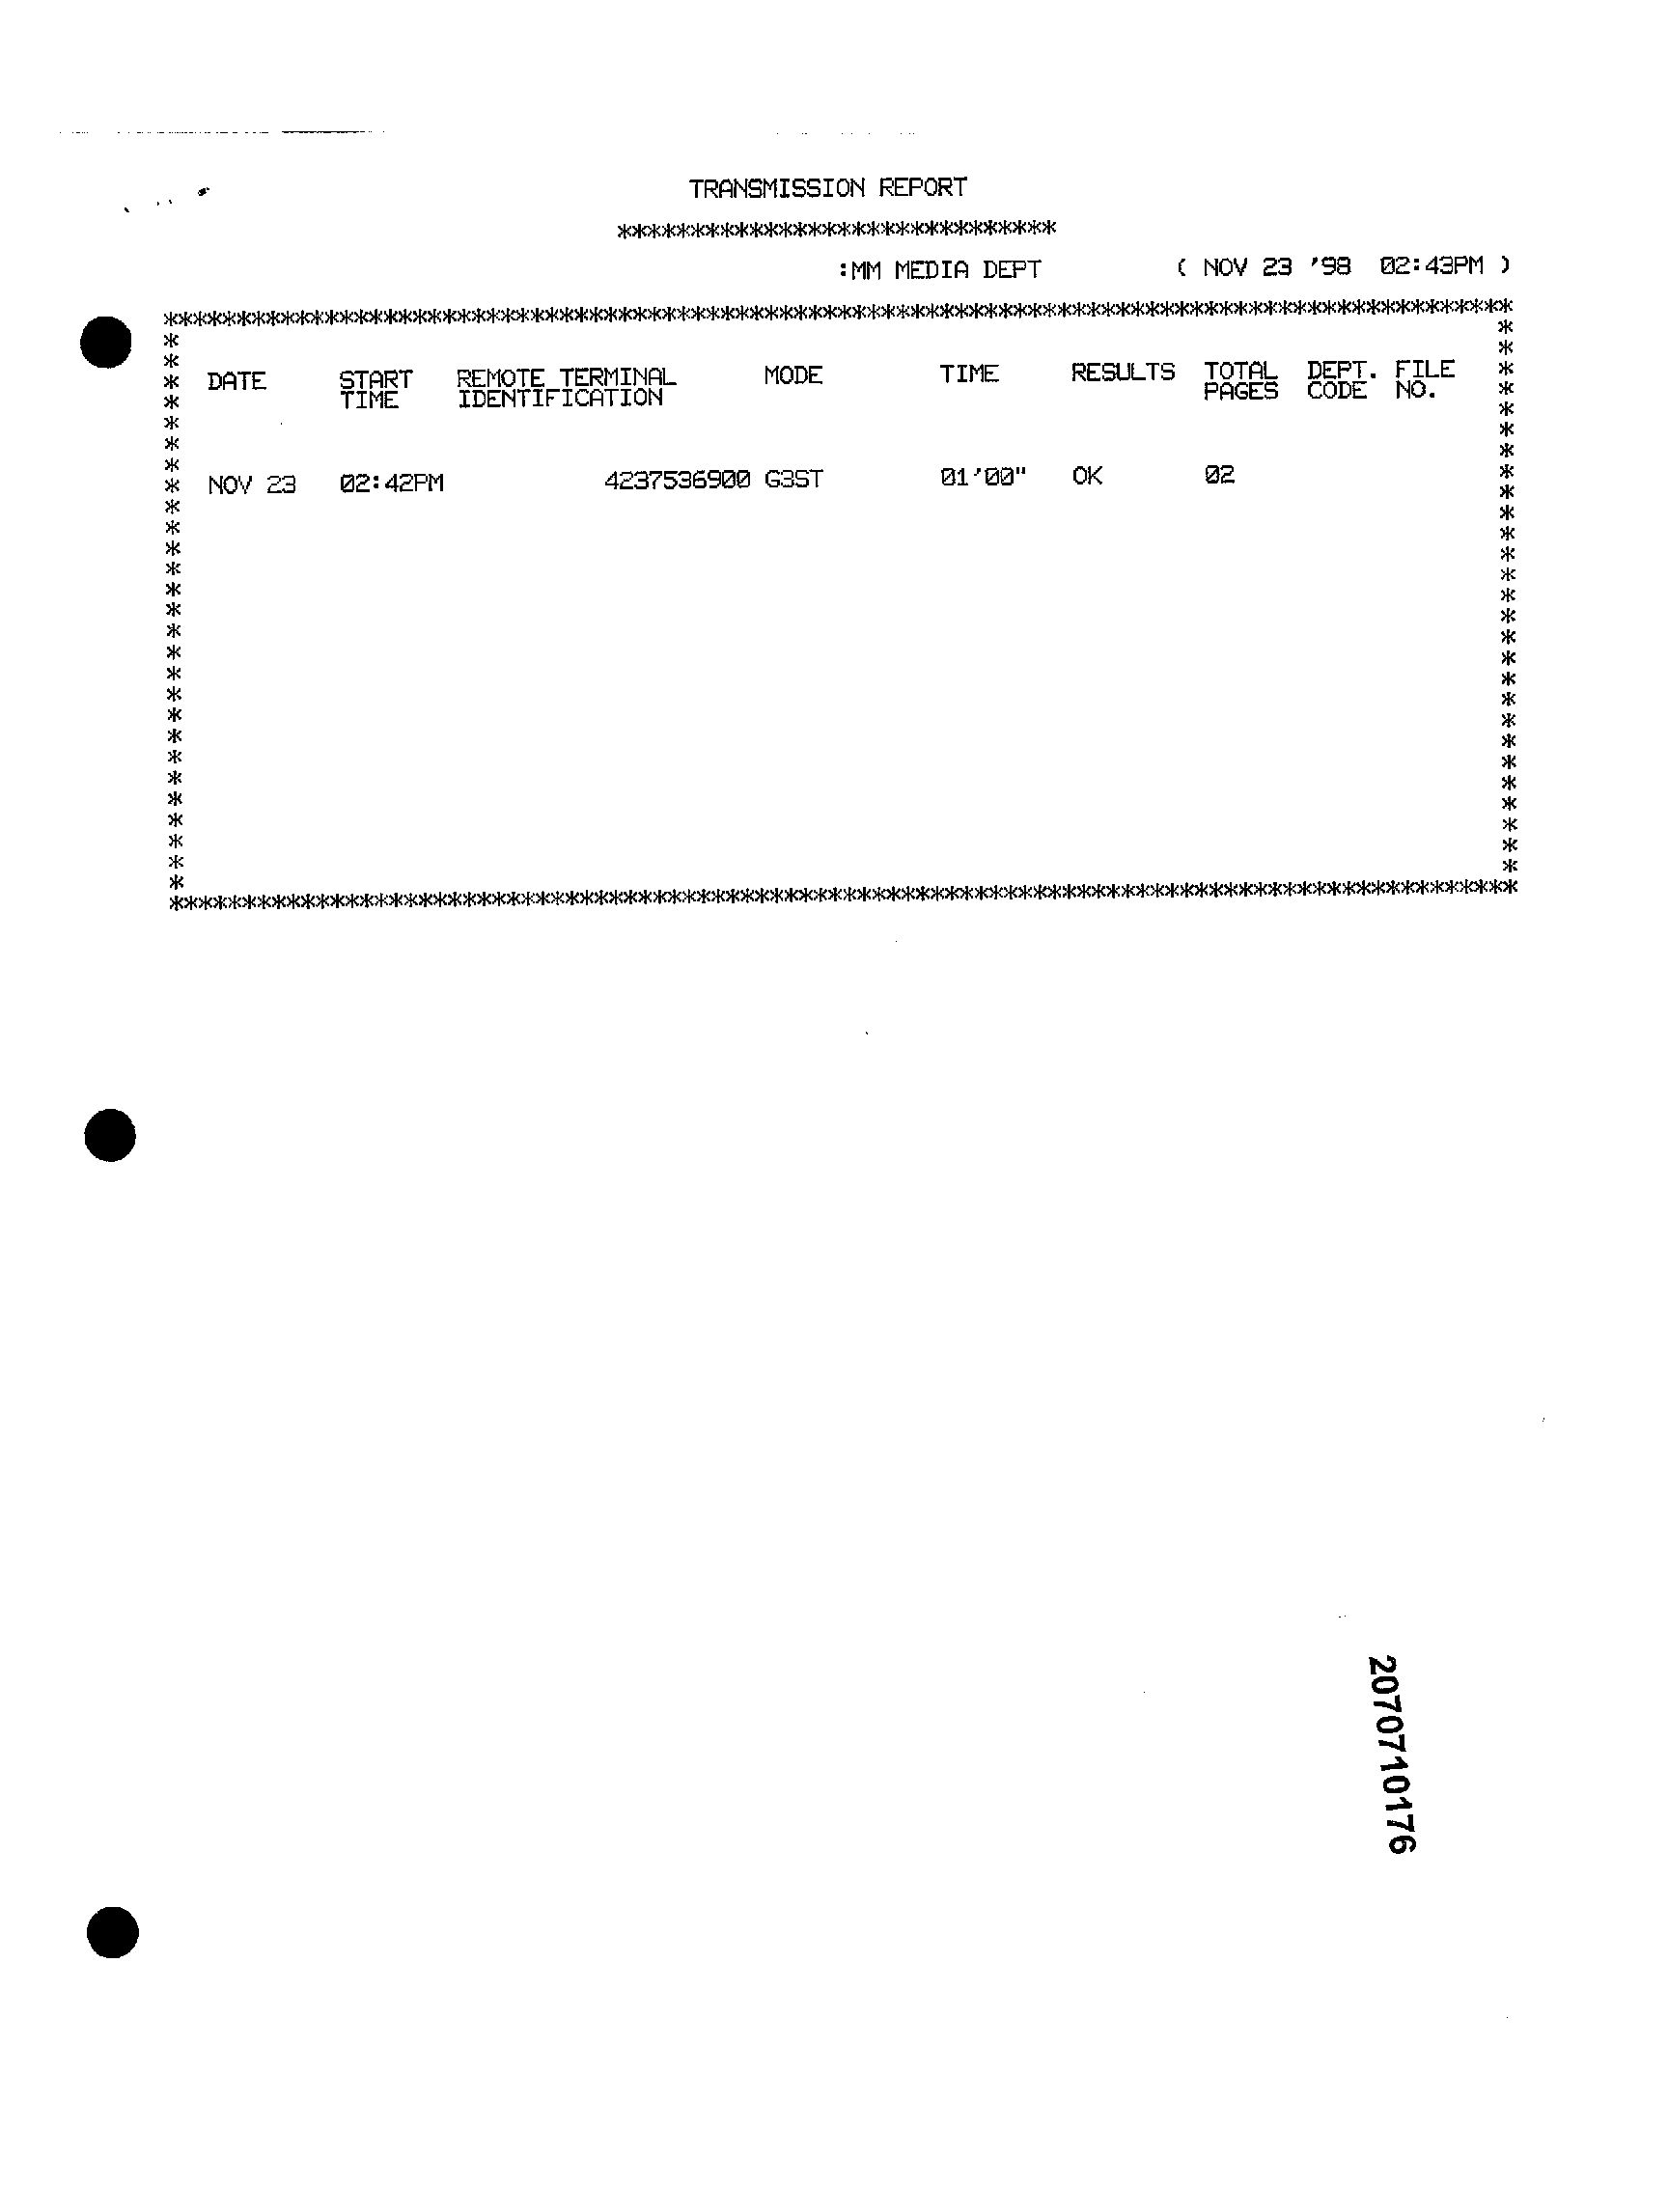 TRANSMISSION REPORT
******************************
:MM MEDIA DEPT ( NOV 23 '98 02:43PM )
DATE START TIME REMOTE TERMINAL IDENTIFICATION MODE TIME RESULTS TOTAL PAGES DEPT. CODE FILE NO.
NOV 23 02:42PM 4237536900 G3ST 01'00" OK 02
2070710176